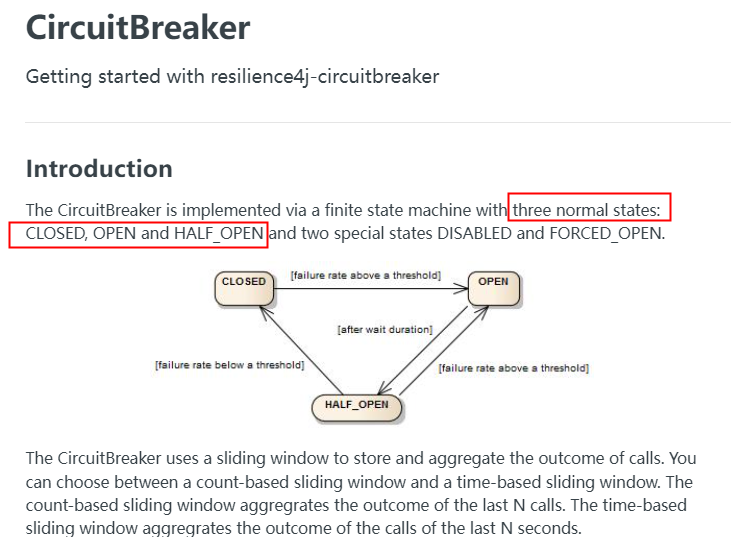 CircuitBreaker
Getting started with resilience4j-circuitbreaker
Introduction
The CircuitBreaker is implemented via a finite state machine with three normal states:
CLOSED, OPEN and HALF_OPEN and two special states DISABLED and FORCED_OPEN.
CLOSED
[failure rate above a threshold]
OPEN
[after wait duration]
[failure rate below a threshold]
[failure rate above a threshold]
HALF_OPEN
The CircuitBreaker uses a sliding window to store and aggregate the outcome of calls. You
can choose between a count-based sliding window and a time-based sliding window. The
count-based sliding window aggregrates the outcome of the last N calls. The time-based
sliding window aggregrates the outcome of the calls of the last N seconds.